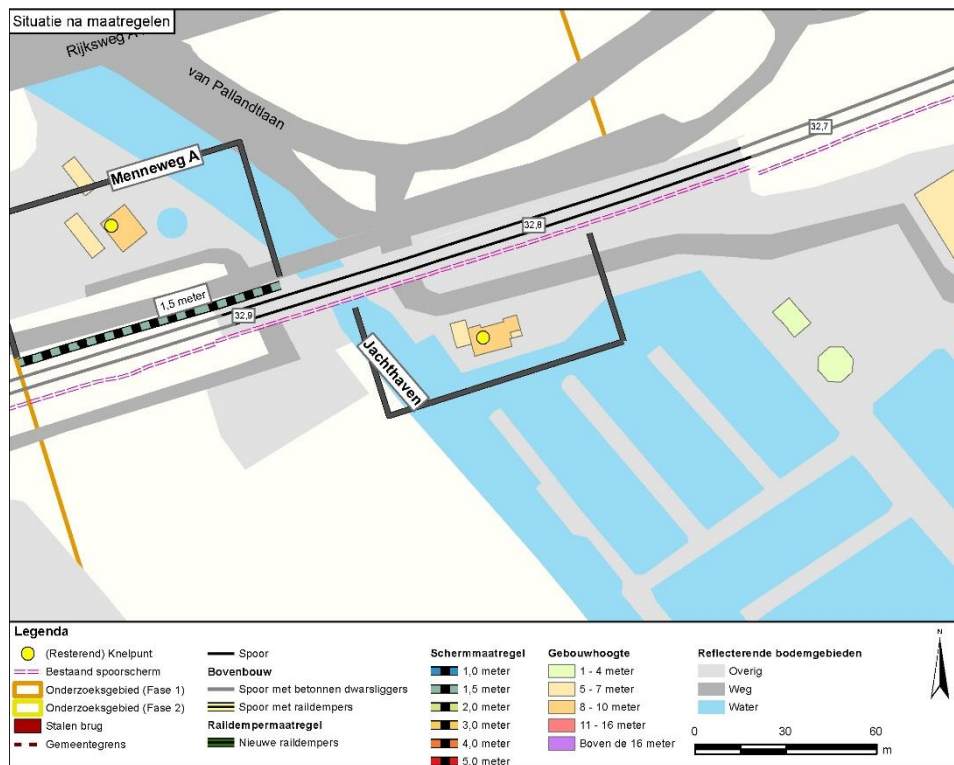 Situatie na maatregelen
Rijksweg A
van Pallandtlaan
Menneweg A
32,7
32,8
1,5 meter
32,9
Jachthaven
Legenda
(Resterend) Knelpunt
Bestaand spoorscherm
Onderzoeksgebied (Fase 1)
Onderzoeksgebied (Fase 2)
Stalen brug
Gemeentegrens
Spoor
Bovenbouw
Spoor met betonnen dwarsliggers
Spoor met raildempers
Raildempermaatregel
Nieuwe raildempers
Schermmaatregel
1,0 meter
1,5 meter
2,0 meter
3,0 meter
4,0 meter
5,0 meter
Gebouwhoogte
1 - 4 meter
5 - 7 meter
8 - 10 meter
11 - 16 meter
Boven de 16 meter
Reflecterende bodemgebieden
Overig
Weg
Water
N
0 30 60
m